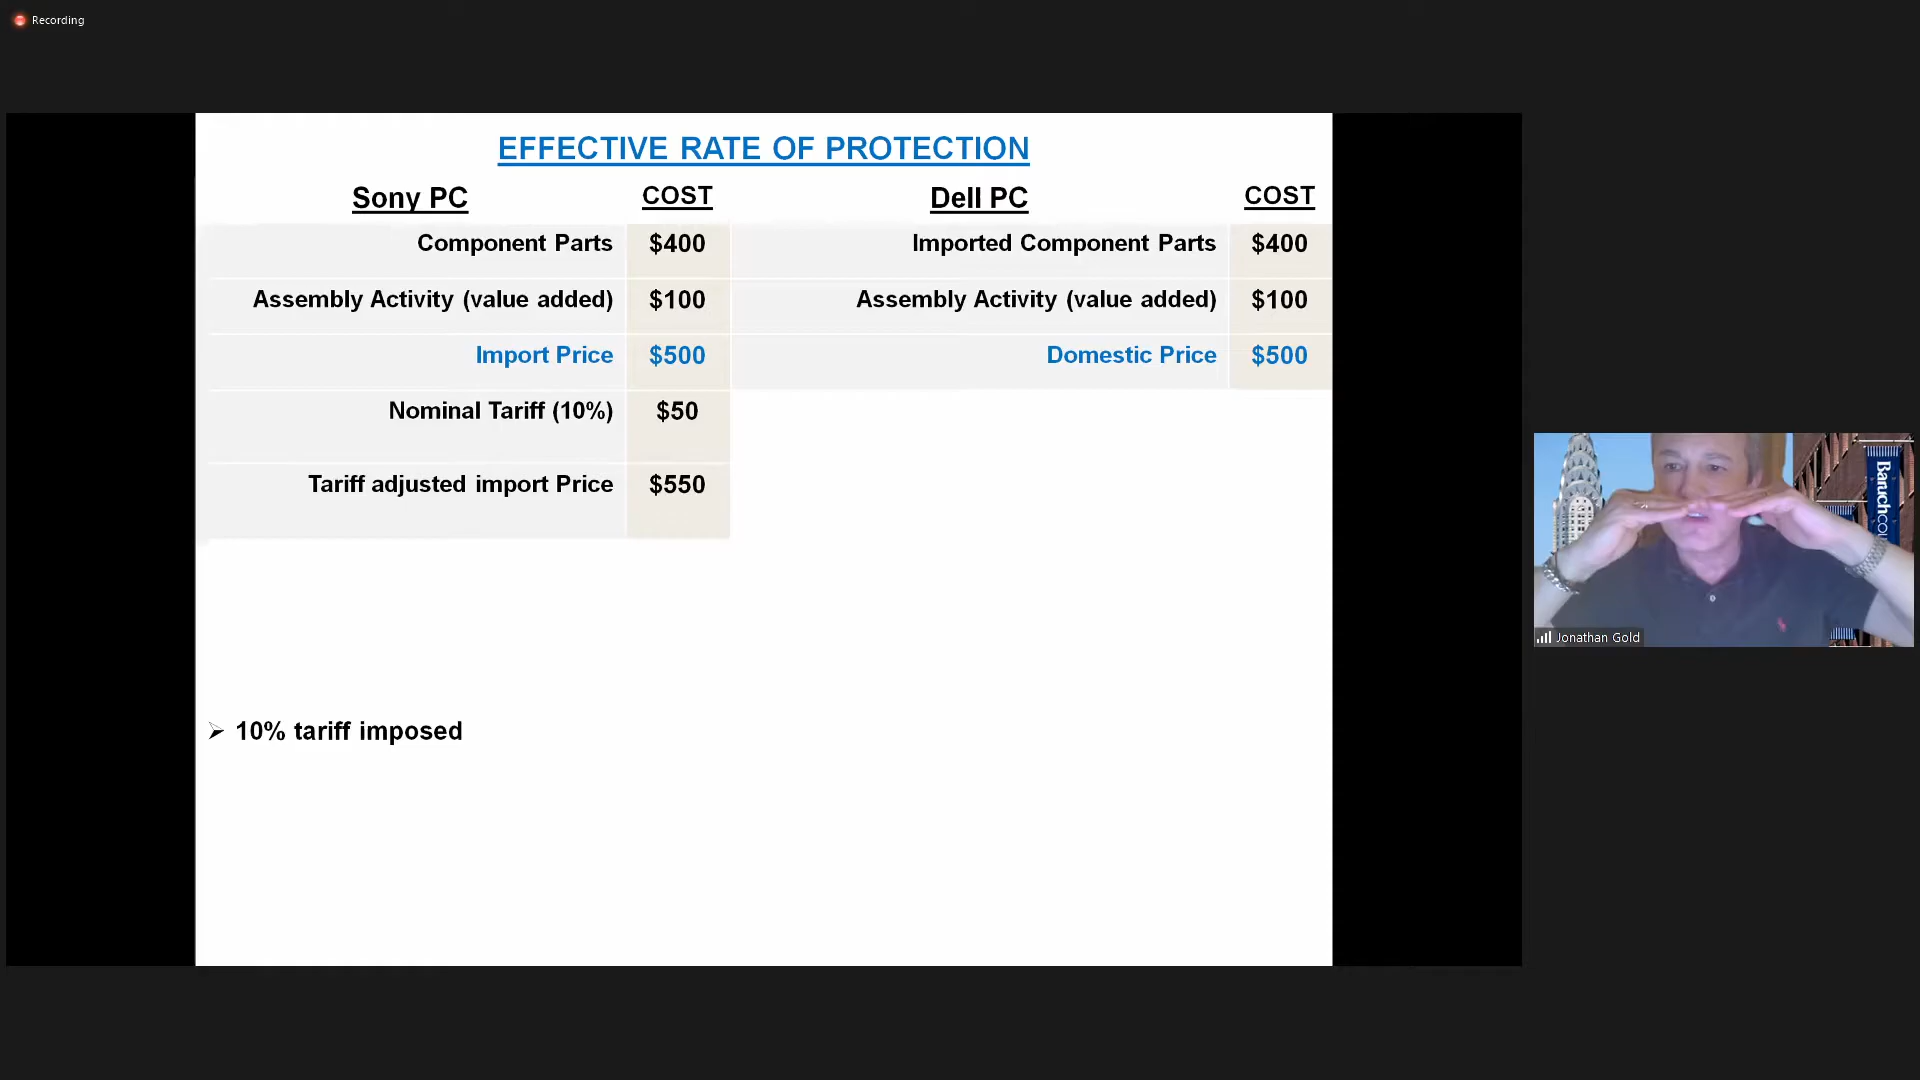 Recording
EFFECTIVE RATE OF PROTECTION
Sony PC COST Dell PC COST
Component Parts $400 Imported Component Parts $400
Assembly Activity (value added) $100 Assembly Activity (value added) $100
Import Price $500 Domestic Price $500
Nominal Tariff (10%) $50
Tariff adjusted import Price $550
➢ 10% tariff imposed
Baruch
Jonathan Gold